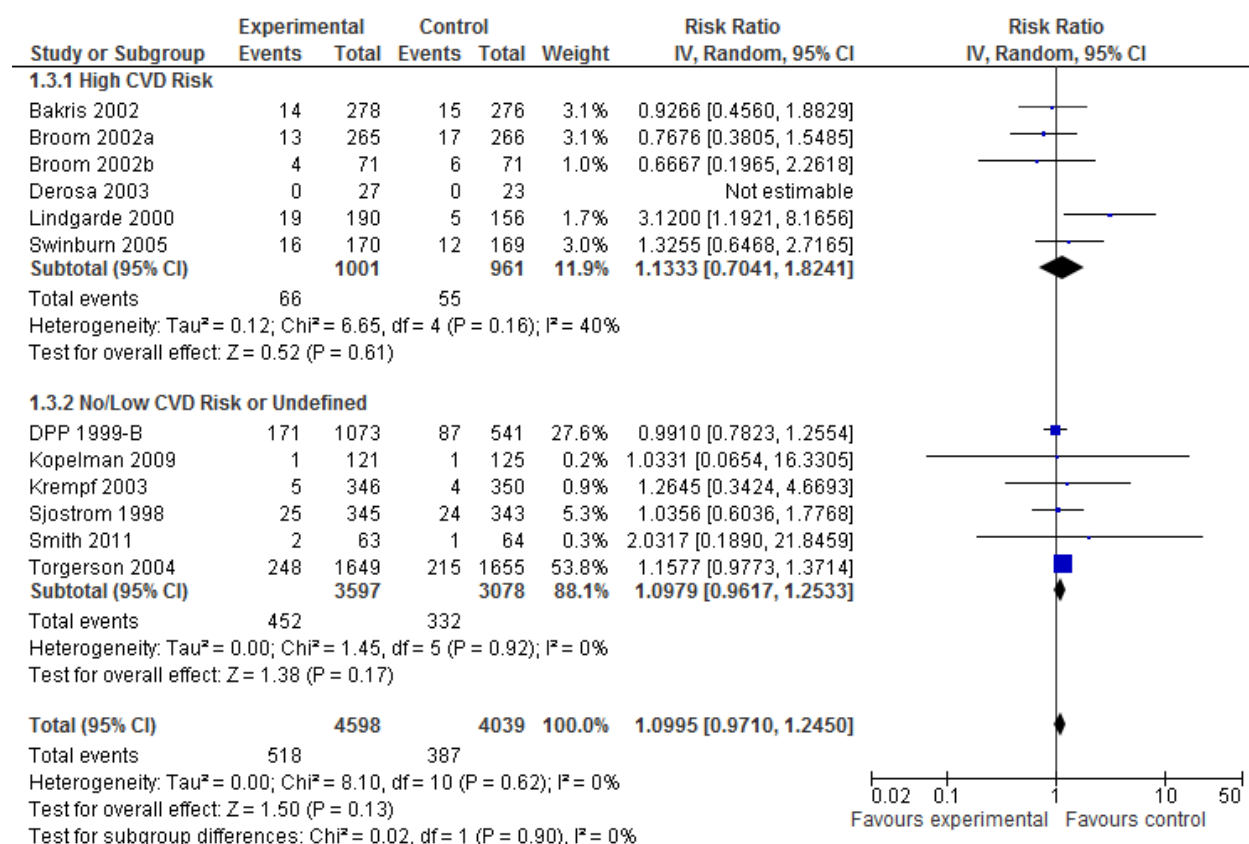 Experimental Control Risk Ratio Risk Ratio
Study or Subgroup Events Total Events Total Weight IV, Random, 95% CI IV, Random, 95% CI
1.3.1 High CVD Risk
Bakris 2002 14 278 15 276 3.1% 0.9266 [0.4560, 1.8829]
Broom 2002a 13 265 17 266 3.1% 0.7676 [0.3805, 1.5485]
Broom 2002b 4 71 6 71 1.0% 0.6667 [0.1965, 2.2618]
Derosa 2003 0 27 0 23 Not estimable
Lindgarde 2000 19 190 5 156 1.7% 3.1200 [1.1921, 8.1656]
Swinburn 2005 16 170 12 169 3.0% 1.3255 [0.6468, 2.7165]
Subtotal (95% CI) 1001 961 11.9% 1.1333 [0.7041, 1.8241]
Total events 66 55
Heterogeneity: Tau² = 0.12; Chi² = 6.65, df = 4 (P = 0.16); I² = 40%
Test for overall effect: Z = 0.52 (P = 0.61)
1.3.2 No/Low CVD Risk or Undefined
DPP 1999-B 171 1073 87 541 27.6% 0.9910 [0.7823, 1.2554]
Kopelman 2009 1 121 1 125 0.2% 1.0331 [0.0654, 16.3305]
Krempf 2003 5 346 4 350 0.9% 1.2645 [0.3424, 4.6693]
Sjostrom 1998 25 345 24 343 5.3% 1.0356 [0.6036, 1.7768]
Smith 2011 2 63 1 64 0.3% 2.0317 [0.1890, 21.8459]
Torgerson 2004 248 1649 215 1655 53.8% 1.1577 [0.9773, 1.3714]
Subtotal (95% CI) 3597 3078 88.1% 1.0979 [0.9617, 1.2533]
Total events 452 332
Heterogeneity: Tau² = 0.00; Chi² = 1.45, df = 5 (P = 0.92); I² = 0%
Test for overall effect: Z = 1.38 (P = 0.17)
Total (95% CI) 4598 4039 100.0% 1.0995 [0.9710, 1.2450]
Total events 518 387
Heterogeneity: Tau² = 0.00; Chi² = 8.10, df = 10 (P = 0.62); I² = 0%
Test for overall effect: Z = 1.50 (P = 0.13)
Test for subgroup differences: Chi² = 0.02, df = 1 (P = 0.90), I² = 0%
0.02 0.1 1 10 50
Favours experimental Favours control